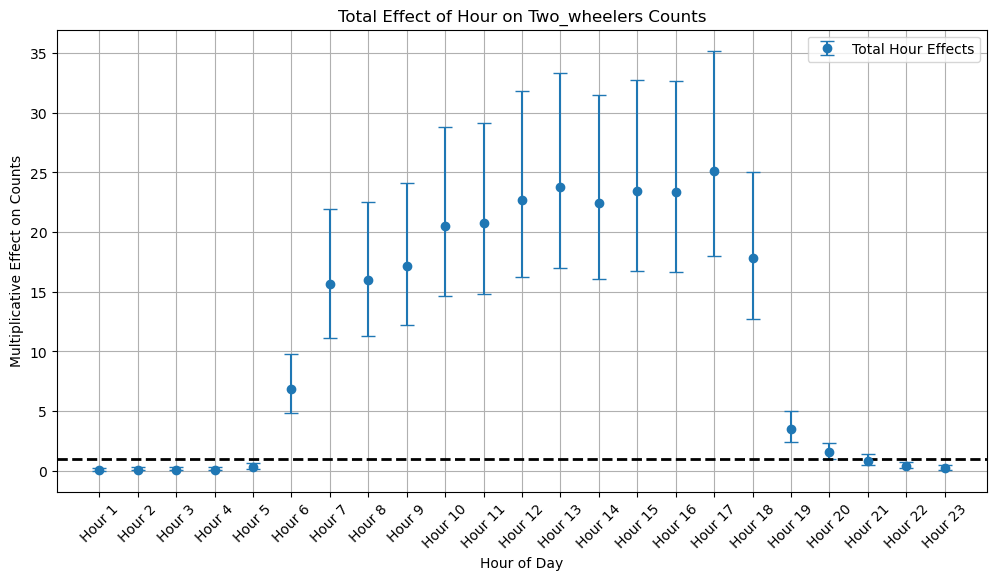 Total Effect of Hour on Two_wheelers Counts
Total Hour Effects
Multiplicative Effect on Counts
35
30
25
20
15
10
5
0
Hour 1
Hour 2
Hour 3
Hour 4
Hour 5
Hour 6
Hour 7
Hour 8
Hour 9
Hour 10
Hour 11
Hour 12
Hour 13
Hour 14
Hour 15
Hour 16
Hour 17
Hour 18
Hour 19
Hour 20
Hour 21
Hour 22
Hour 23
Hour of Day